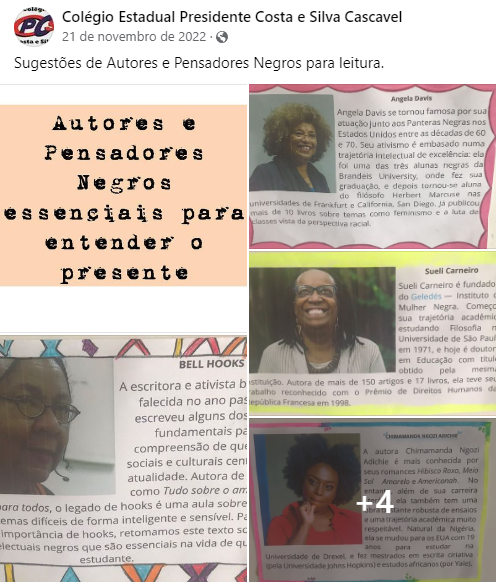 Colégio Estadual Presidente Costa e Silva Cascavel
21 de novembro de 2022 ·
Sugestões de Autores e Pensadores Negros para leitura.
Autores e
Pensadores
Negros
essenciais para
entender o
presente
Angela Davis
Angela Davis se tornou famosa por sua
atuação junto aos Panteras Negras nos
Estados Unidos entre as décadas de 60
e 70. Seu ativismo é embasado numa
trajetória intelectual de excelência: ela
foi uma das três alunas negras da
Brandeis University, onde fez sua
graduação, e depois tornou-se aluna
do filósofo Herbert Marcuse nas
universidades de Frankfurt e California, San Diego. Já publicou
mais de 10 livros sobre temas como feminismo e a luta de
classes vista da perspectiva racial.
Sueli Carneiro
Sueli Carneiro é fundado
do Geledés — Instituto
Mulher Negra. Começo
sua trajetória acadêmic
estudando Filosofia n
Universidade de São Paul
em 1971, e hoje é doutor
em Educação com títul
obtido pela mesm
stituição. Autora de mais de 150 artigos e 17 livros, ela teve seu
abalho reconhecido com o Prêmio de Direitos Humanos da
epública Francesa em 1998.
BELL HOOKS
A escritora e ativista b
falecida no ano pas
escreveu alguns dos
fundamentais pa
compreensão de que
sociais e culturais cent
atualidade. Autora de
como Tudo sobre o am
para todos, o legado de hooks é uma aula sobre
emas difíceis de forma inteligente e sensível. Pa
importância de hooks, retomamos este texto so
electuais negros que são essenciais na vida de qu
estudante.
CHIMAMANDA NGOZI ADICHIE
A autora Chimamanda Ngozi
Adichie é mais conhecida por
seus romances Hibisco Roxo, Meio
Sol Amarelo e Americanah. No
entan além de sua carreira
ela também tem uma
robusta de ensaios
e uma trajetória acadêmica muito
respeitável. Natural da Nigéria,
ela se mudou para os EUA com 19
anos para estudar na
Universidade de Drexel, e fez mestrados em escrita criativa
(pela Universidade Johns Hopkins) e estudos africanos (por Yale).
+4